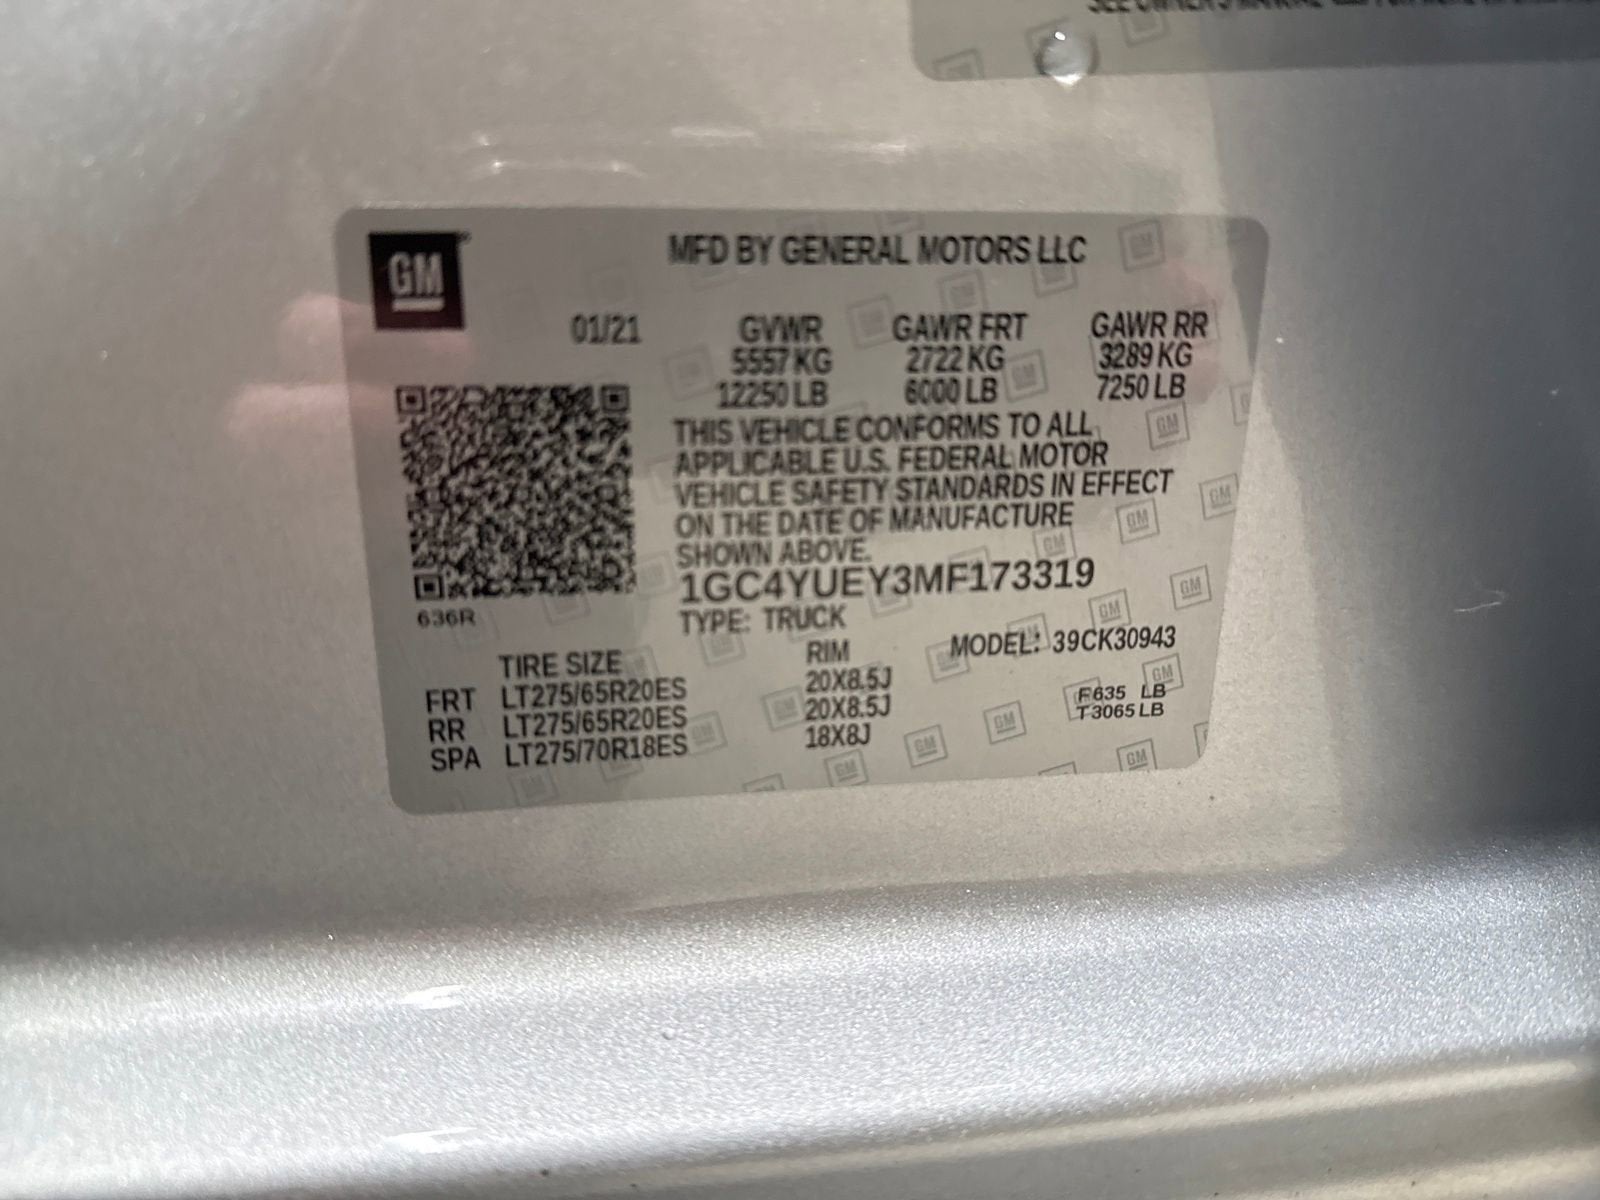 GM
MFD BY GENERAL MOTORS LLC
01/21 GVWR GAWR FRT GAWR RR
5557 KG 2722 KG 3289 KG
12250 LB 6000 LB 7250 LB
THIS VEHICLE CONFORMS TO ALL
APPLICABLE U.S. FEDERAL MOTOR
VEHICLE SAFETY STANDARDS IN EFFECT
ON THE DATE OF MANUFACTURE
SHOWN ABOVE.
1GC4YUEY3MF173319
636R
TYPE: TRUCK
MODEL: 39CK30943
TIRE SIZE RIM
FRT LT275/65R20ES 20X8.5J
RR LT275/65R20ES 20X8.5J
SPA LT275/70R18ES 18X8J
F635 LB
T3065 LB